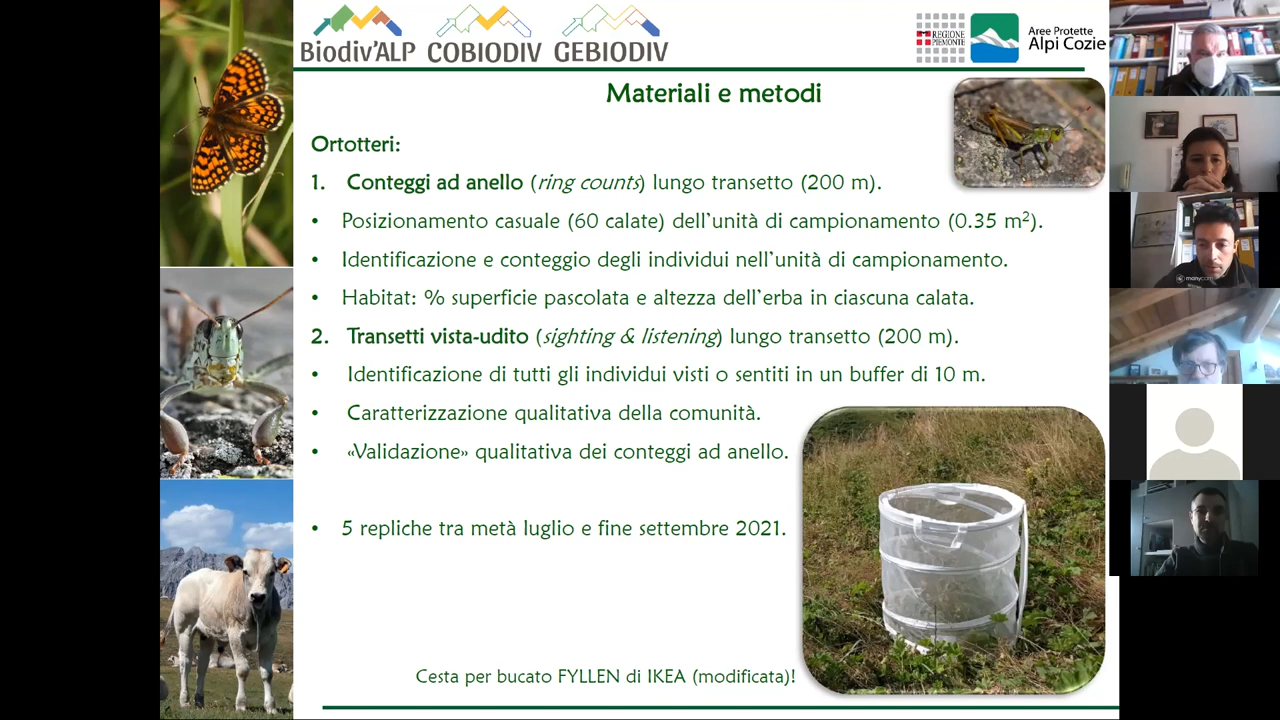 Biodiv'ALP COBIODIV GEBIODIV
REGIONE PIEMONTE
Aree Protette
Alpi Cozie
Materiali e metodi
Ortotteri:
1. Conteggi ad anello (ring counts) lungo transetto (200 m).
• Posizionamento casuale (60 calate) dell'unità di campionamento (0.35 m²).
• Identificazione e conteggio degli individui nell'unità di campionamento.
• Habitat: % superficie pascolata e altezza dell'erba in ciascuna calata.
2. Transetti vista-udito (sighting & listening) lungo transetto (200 m).
• Identificazione di tutti gli individui visti o sentiti in un buffer di 10 m.
• Caratterizzazione qualitativa della comunità.
• «Validazione» qualitativa dei conteggi ad anello.
• 5 repliche tra metà luglio e fine settembre 2021.
Cesta per bucato FYLLEN di IKEA (modificata)!
manycam